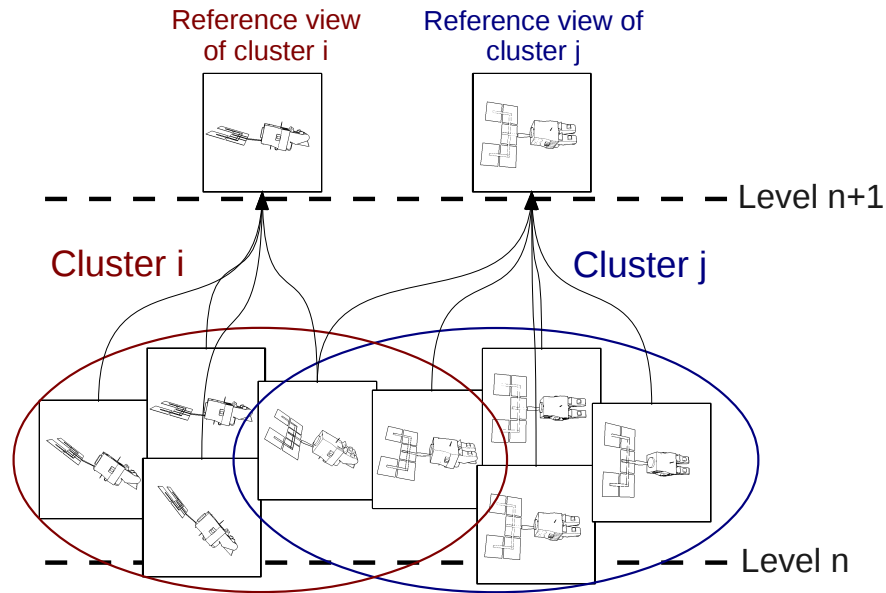 Reference view
of cluster i
Reference view of
cluster j
Level n+1
Cluster i
Cluster j
Level n